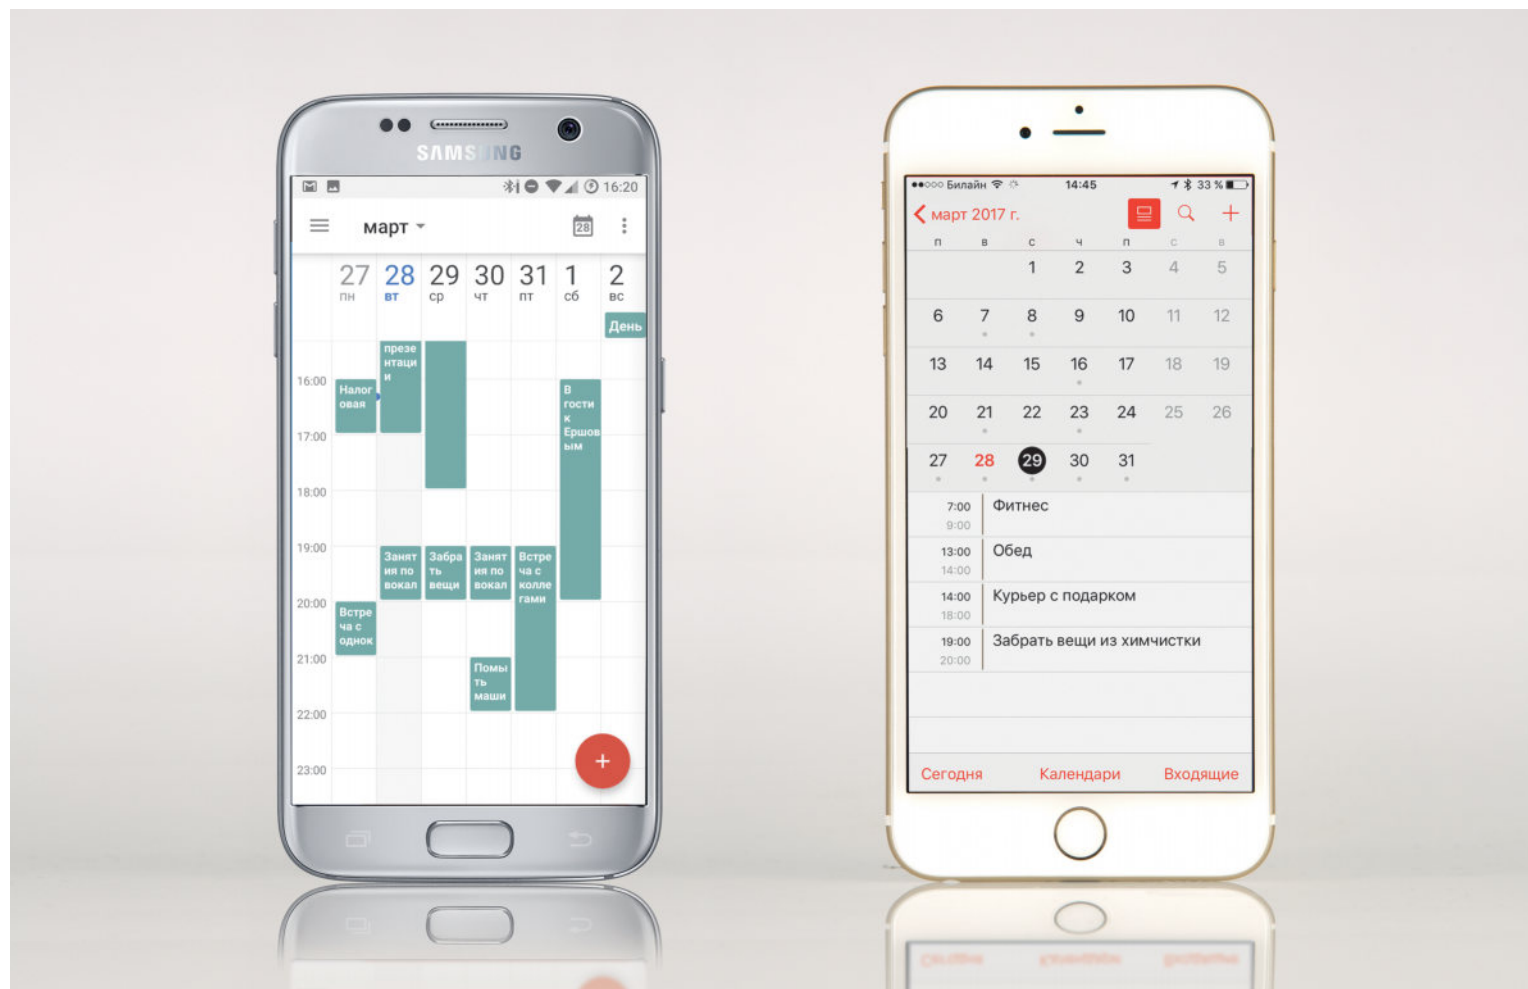 SAMSUNG
16:20
март
28
27 28 29 30 31 1 2
пн вт ср чт пт сб вс
День
презе
нтаци
и
16:00
Налог
овая
В
гости
к
Ершов
ым
17:00
18:00
19:00
Занят
ия по
вокал
Забра
ть
вещи
Занят
ия по
вокал
Встре
ча с
колле
гами
20:00
Встре
ча с
однок
21:00
Помы
ть
маши
22:00
23:00
+
Билайн 14:45 33 %
март 2017 г.
п в с ч п с в
1 2 3 4 5
6 7 8 9 10 11 12
13 14 15 16 17 18 19
20 21 22 23 24 25 26
27 28 29 30 31
7:00 Фитнес
9:00
13:00 Обед
14:00
14:00 Курьер с подарком
18:00
19:00 Забрать вещи из химчистки
20:00
Сегодня Календари Входящие